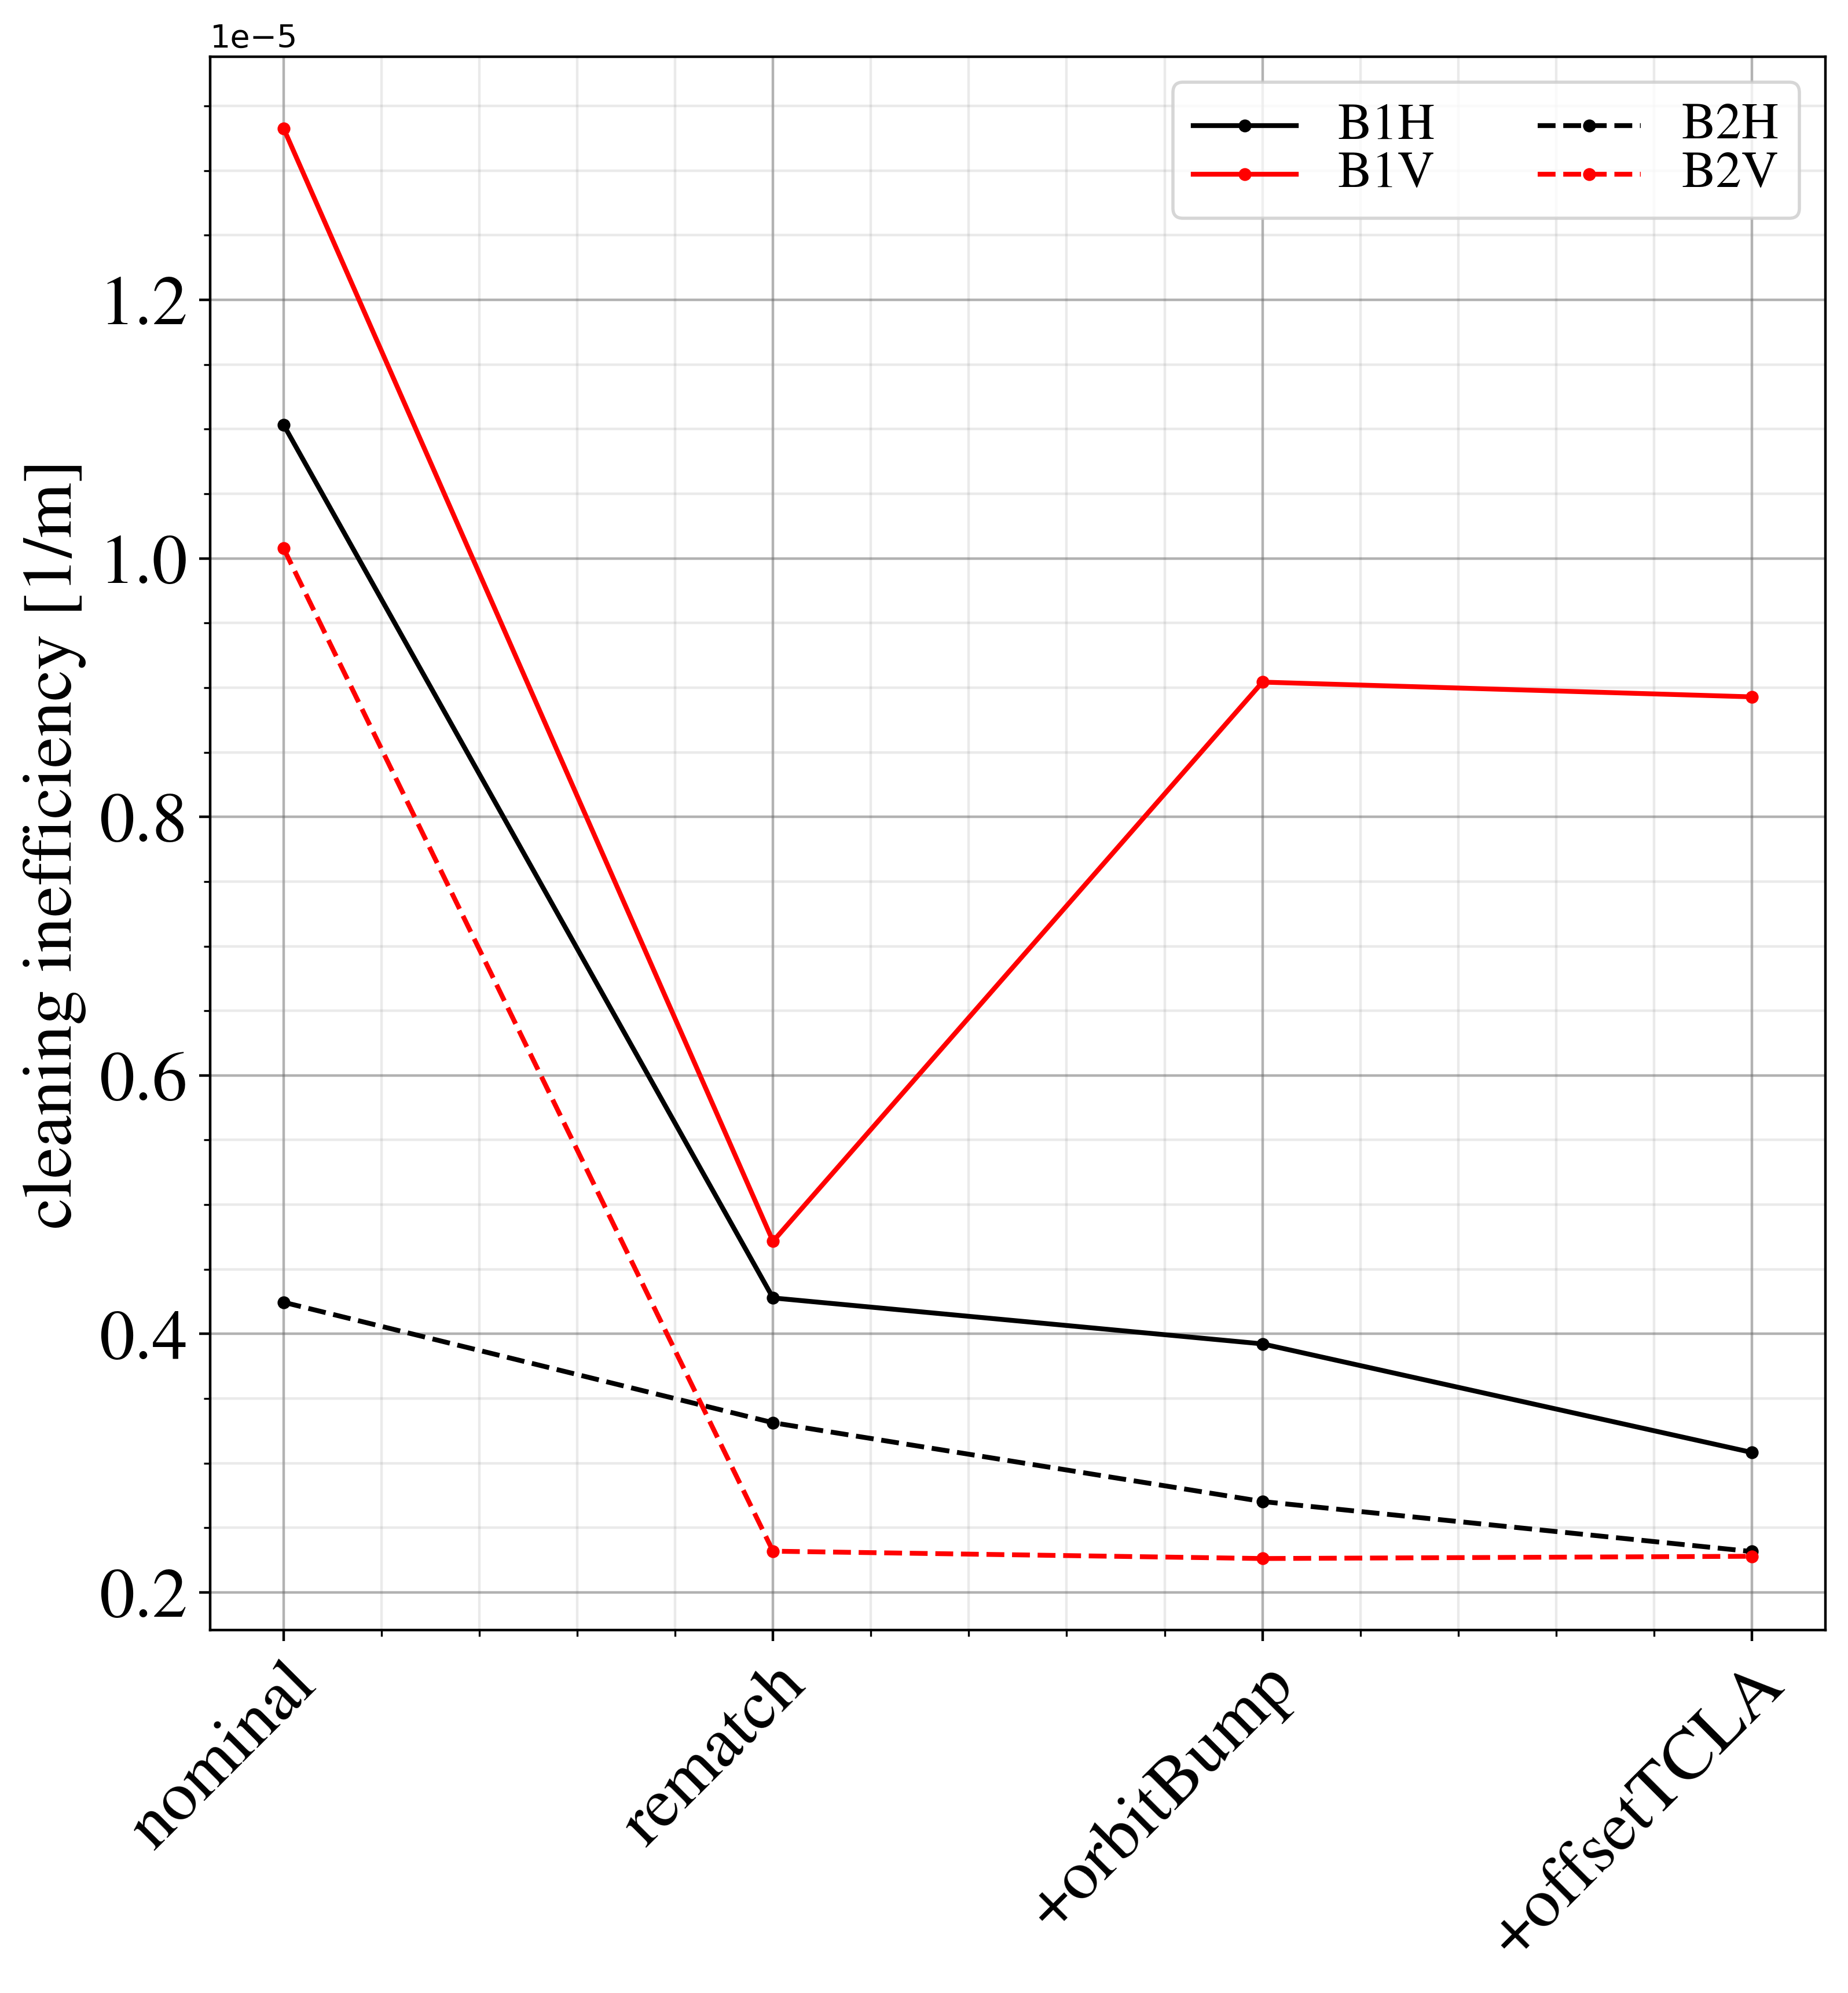 1e−5
B1H
B1V
B2H
B2V
cleaning inefficiency [1/m]
1.2
1.0
0.8
0.6
0.4
0.2
nominal
rematch
+orbitBump
+offsetTCLA